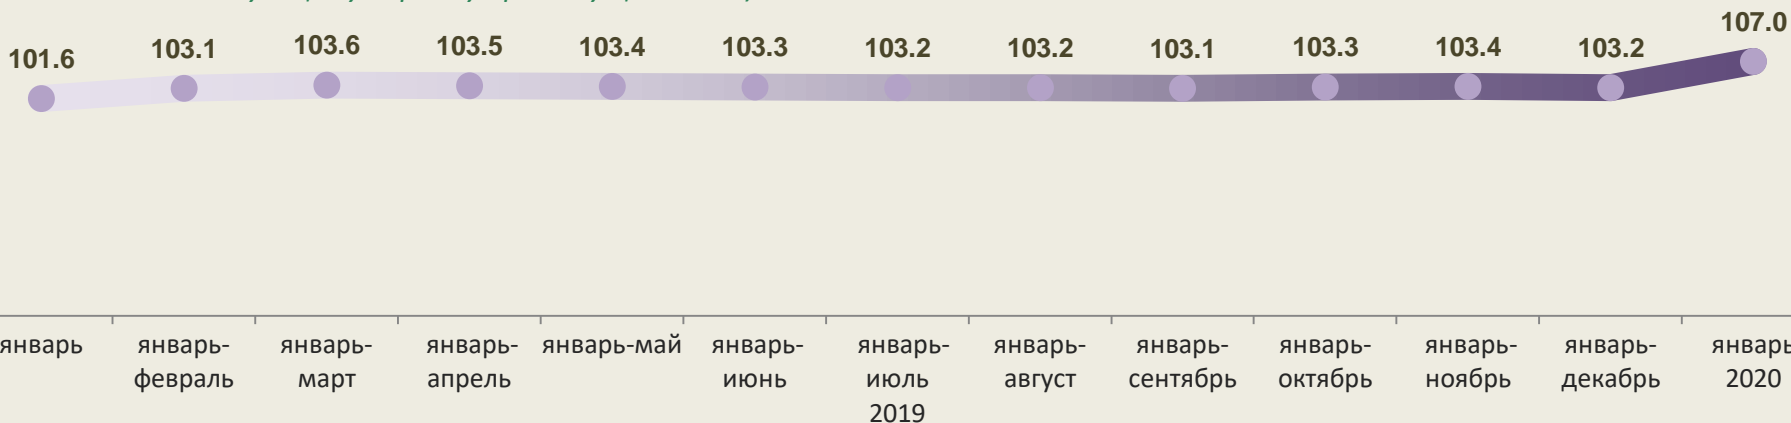 101.6 103.1 103.6 103.5 103.4 103.3 103.2 103.2 103.1 103.3 103.4 103.2 107.0
январь январь- январь- январь- январь-май январь- январь- январь- январь- январь- январь- январь- январь
февраль март апрель июнь июль август сентябрь октябрь ноябрь декабрь 2020
2019